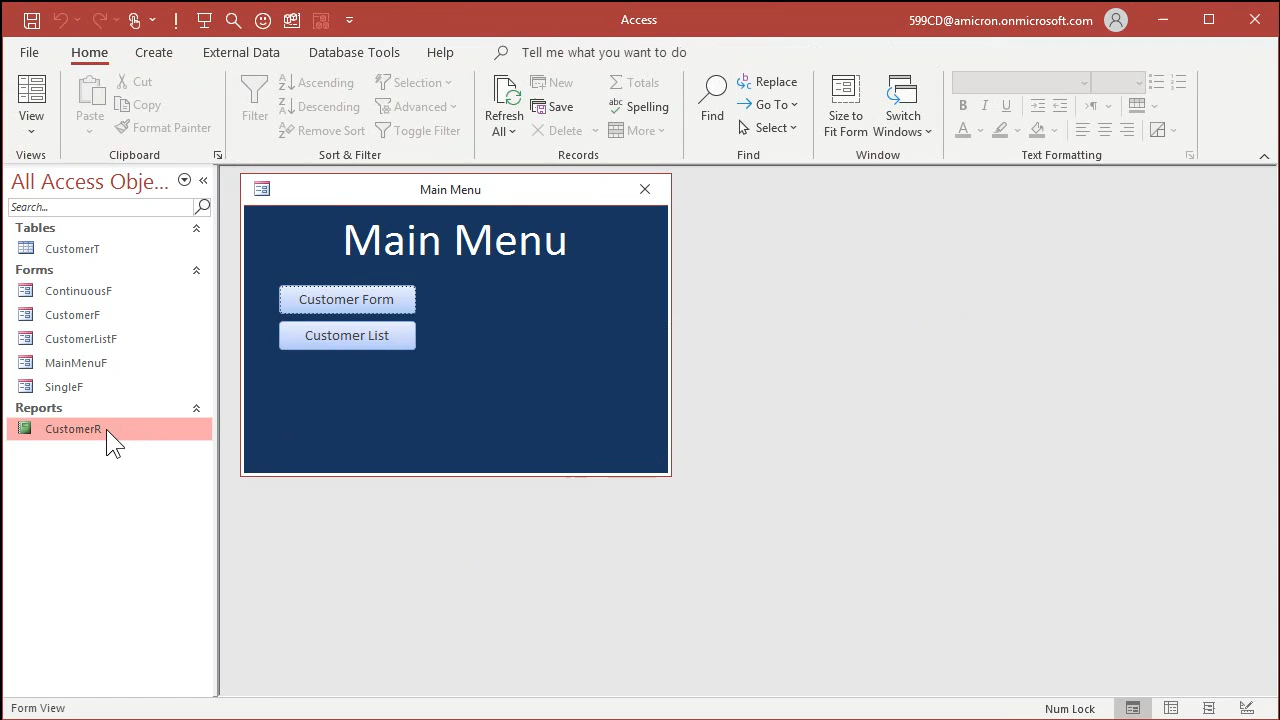 Access
599CD@amicron.onmicrosoft.com
File Home Create External Data Database Tools Help Tell me what you want to do
View
Views
Paste
Cut
Copy
Format Painter
Clipboard
Filter
Ascending
Descending
Remove Sort
Selection
Advanced
Toggle Filter
Sort & Filter
Refresh
All
New
Save
Delete
Totals
Spelling
More
Records
Find
Replace
Go To
Select
Find
Size to
Fit Form
Switch
Windows
Window
B I U
A
Text Formatting
All Access Obje...
Search...
Tables
CustomerT
Forms
ContinuousF
CustomerF
CustomerListF
MainMenuF
SingleF
Reports
CustomerR
Main Menu
Main Menu
Customer Form
Customer List
Form View
Num Lock